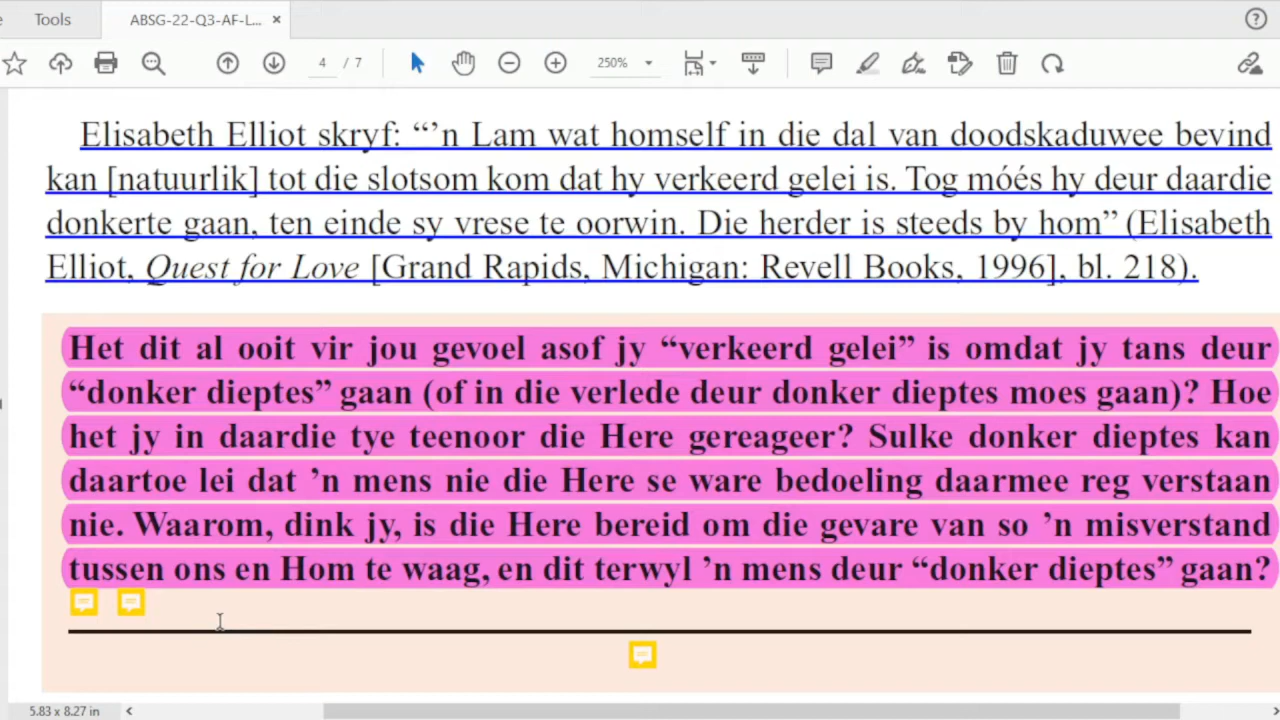 Tools
ABSG-22-Q3-AF-L... ×
4 / 7
250%
Elisabeth Elliot skryf: “’n Lam wat homself in die dal van doodskaduwee bevind
kan [natuurlik] tot die slotsom kom dat hy verkeerd gelei is. Tog móés hy deur daardie
donkerte gaan, ten einde sy vrese te oorwin. Die herder is steeds by hom” (Elisabeth
Elliot, Quest for Love [Grand Rapids, Michigan: Revell Books, 1996], bl. 218).
Het dit al ooit vir jou gevoel asof jy “verkeerd gelei” is omdat jy tans deur
“donker dieptes” gaan (of in die verlede deur donker dieptes moes gaan)? Hoe
het jy in daardie tye teenoor die Here gereageer? Sulke donker dieptes kan
daartoe lei dat ’n mens nie die Here se ware bedoeling daarmee reg verstaan
nie. Waarom, dink jy, is die Here bereid om die gevare van so ’n misverstand
tussen ons en Hom te waag, en dit terwyl ’n mens deur “donker dieptes” gaan?
5.83 x 8.27 in